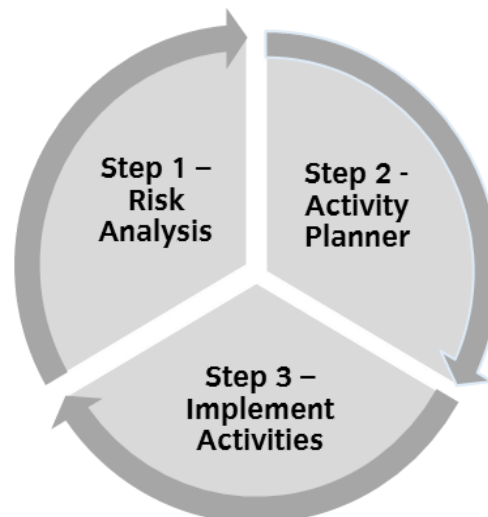 Step 1 –
Risk
Analysis
Step 2 -
Activity
Planner
Step 3 –
Implement
Activities